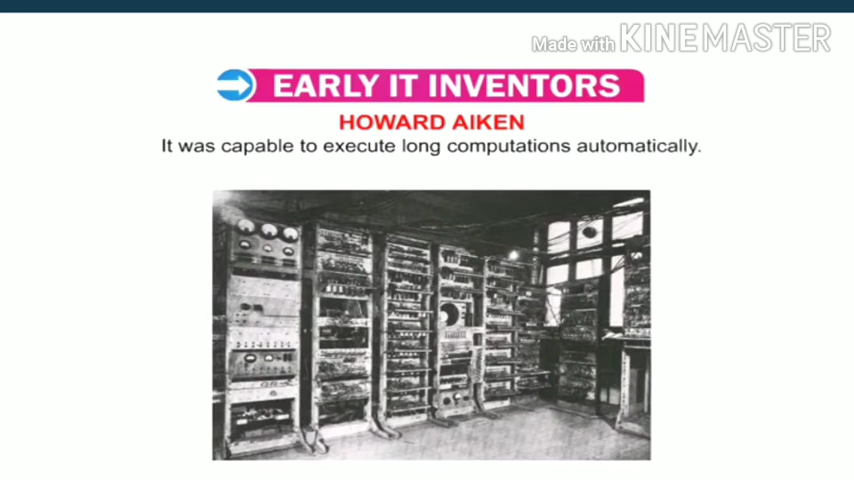 Made with KINEMASTER
EARLY IT INVENTORS
HOWARD AIKEN
It was capable to execute long computations automatically.